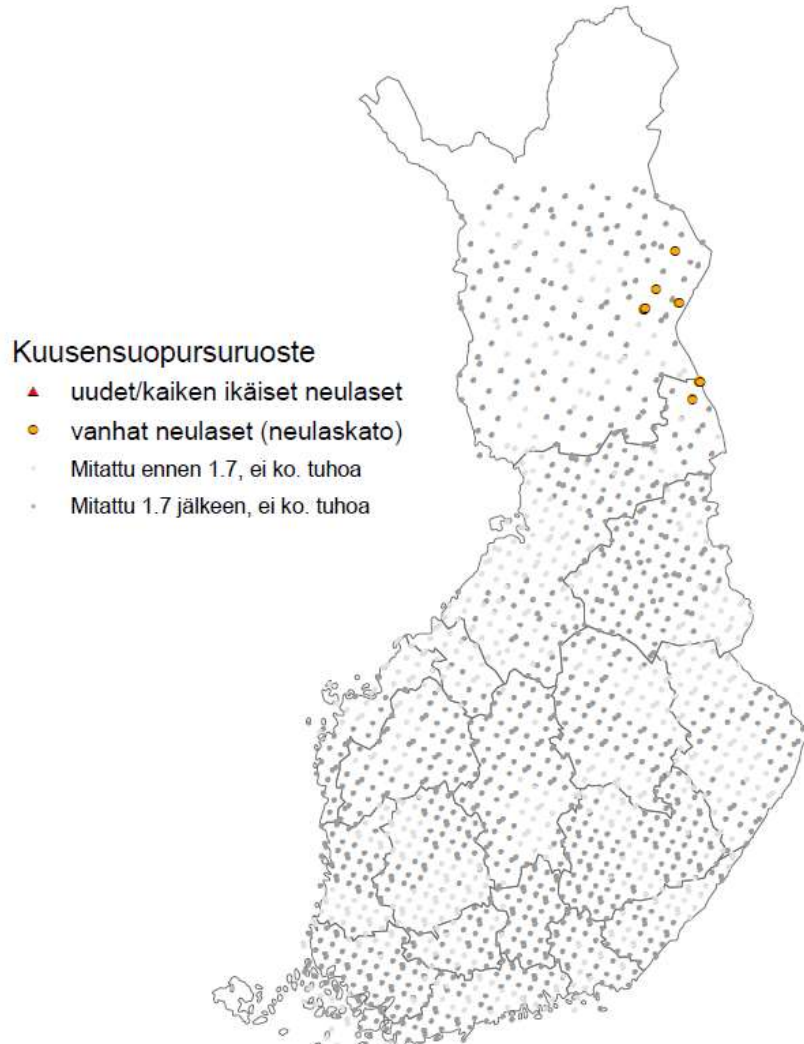 Kuusensuopursuruoste
uudet/kaiken ikäiset neulaset
vanhat neulaset (neulaskato)
Mitattu ennen 1.7, ei ko. tuhoa
Mitattu 1.7 jälkeen, ei ko. tuhoa